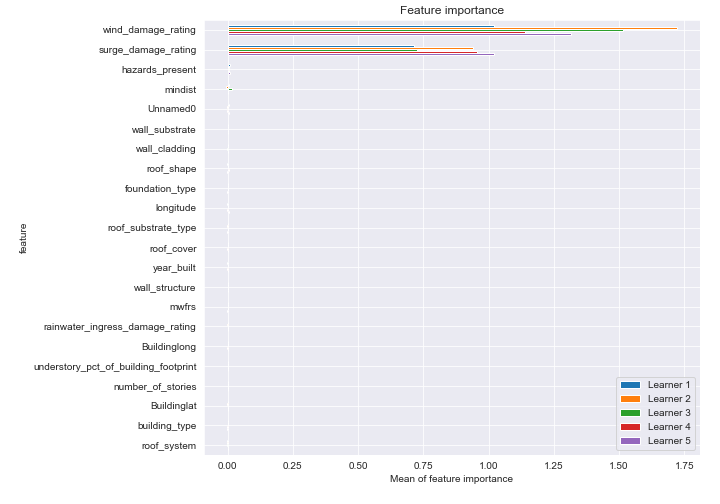 Feature importance
wind_damage_rating
surge_damage_rating
hazards_present
mindist
Unnamed0
wall_substrate
wall_cladding
roof_shape
foundation_type
longitude
roof_substrate_type
roof_cover
year_built
wall_structure
mwfrs
rainwater_ingress_damage_rating
Buildinglong
understory_pct_of_building_footprint
number_of_stories
Buildinglat
building_type
roof_system
feature
Learner 1
Learner 2
Learner 3
Learner 4
Learner 5
0.00 0.25 0.50 0.75 1.00 1.25 1.50 1.75
Mean of feature importance